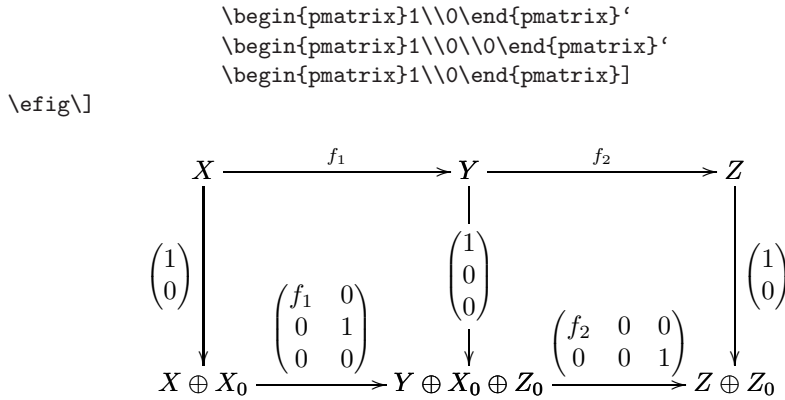 \begin{pmatrix}1\\0\end{pmatrix}‘
\begin{pmatrix}1\\0\\0\end{pmatrix}‘
\begin{pmatrix}1\\0\end{pmatrix}]
\efig\]
X f₁ Y f₂ Z
(1
0)
(1
0
0)
(1
0)
(f₁ 0
0 1
0 0)
(f₂ 0 0
0 0 1)
X ⊕ X₀ Y ⊕ X₀ ⊕ Z₀ Z ⊕ Z₀